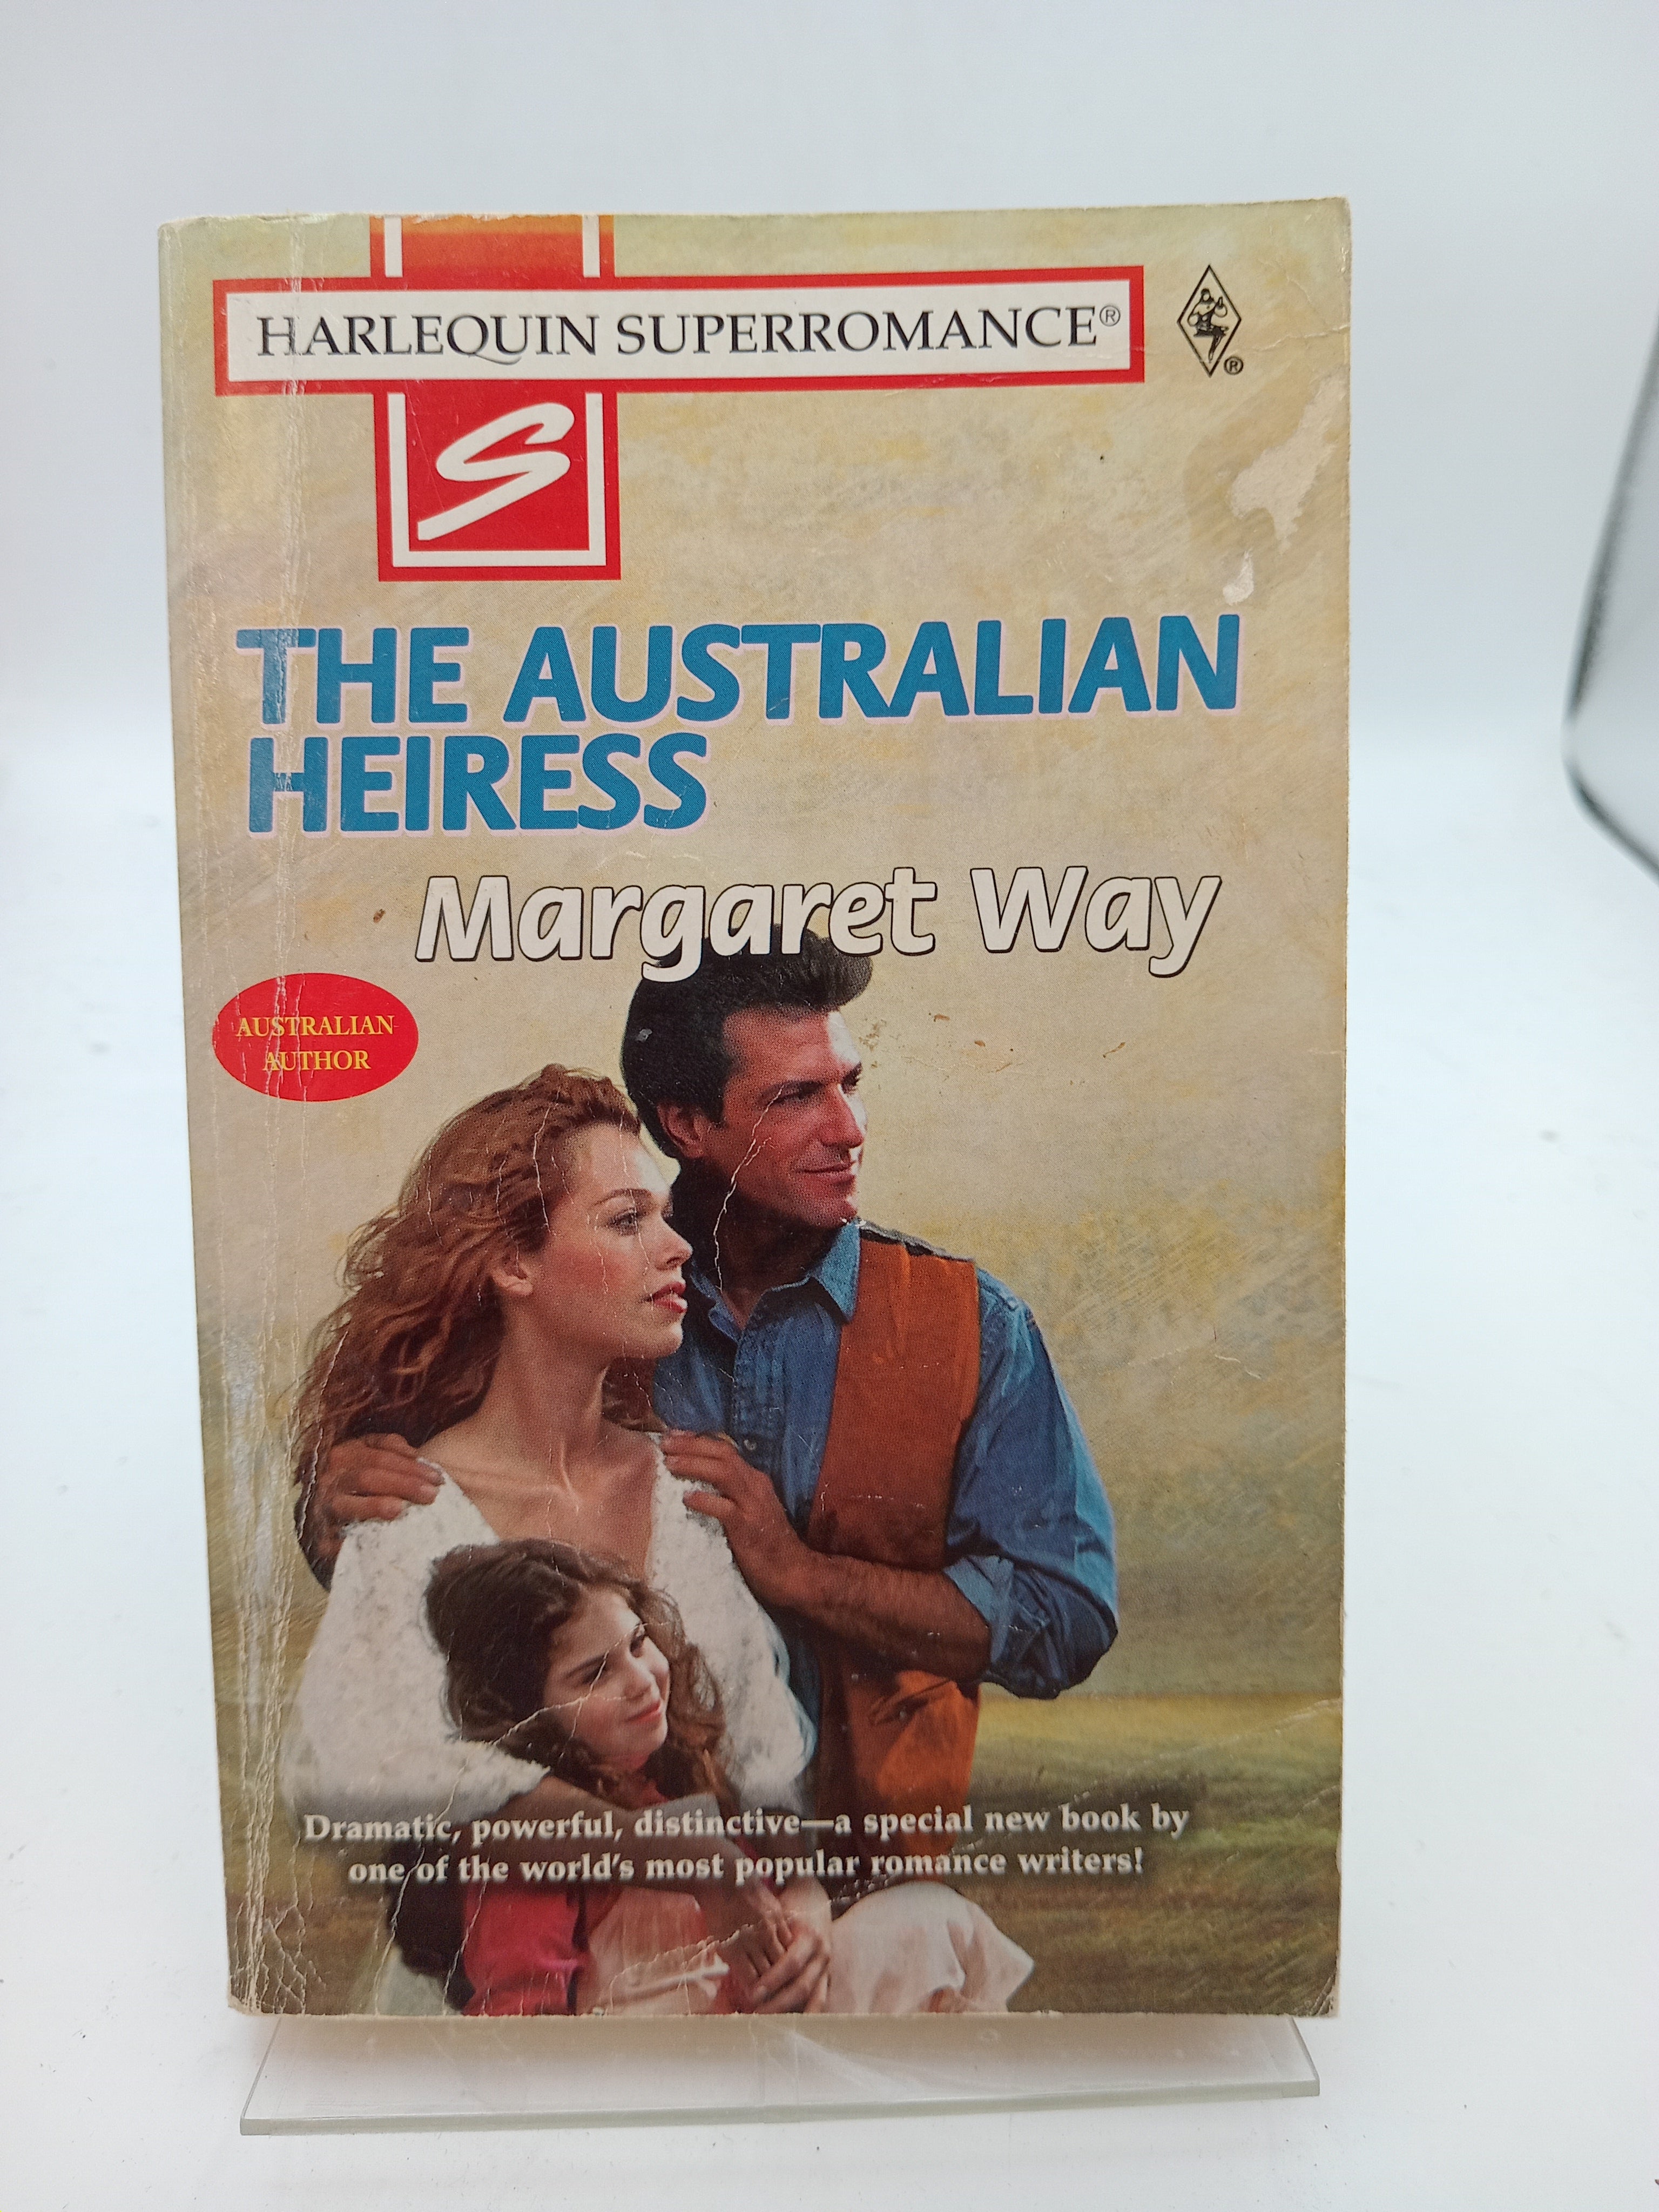 HARLEQUIN SUPERROMANCE®
®
S
THE AUSTRALIAN
HEIRESS
Margaret Way
AUSTRALIAN
AUTHOR
Dramatic, powerful, distinctive—a special new book by
one of the world's most popular romance writers!